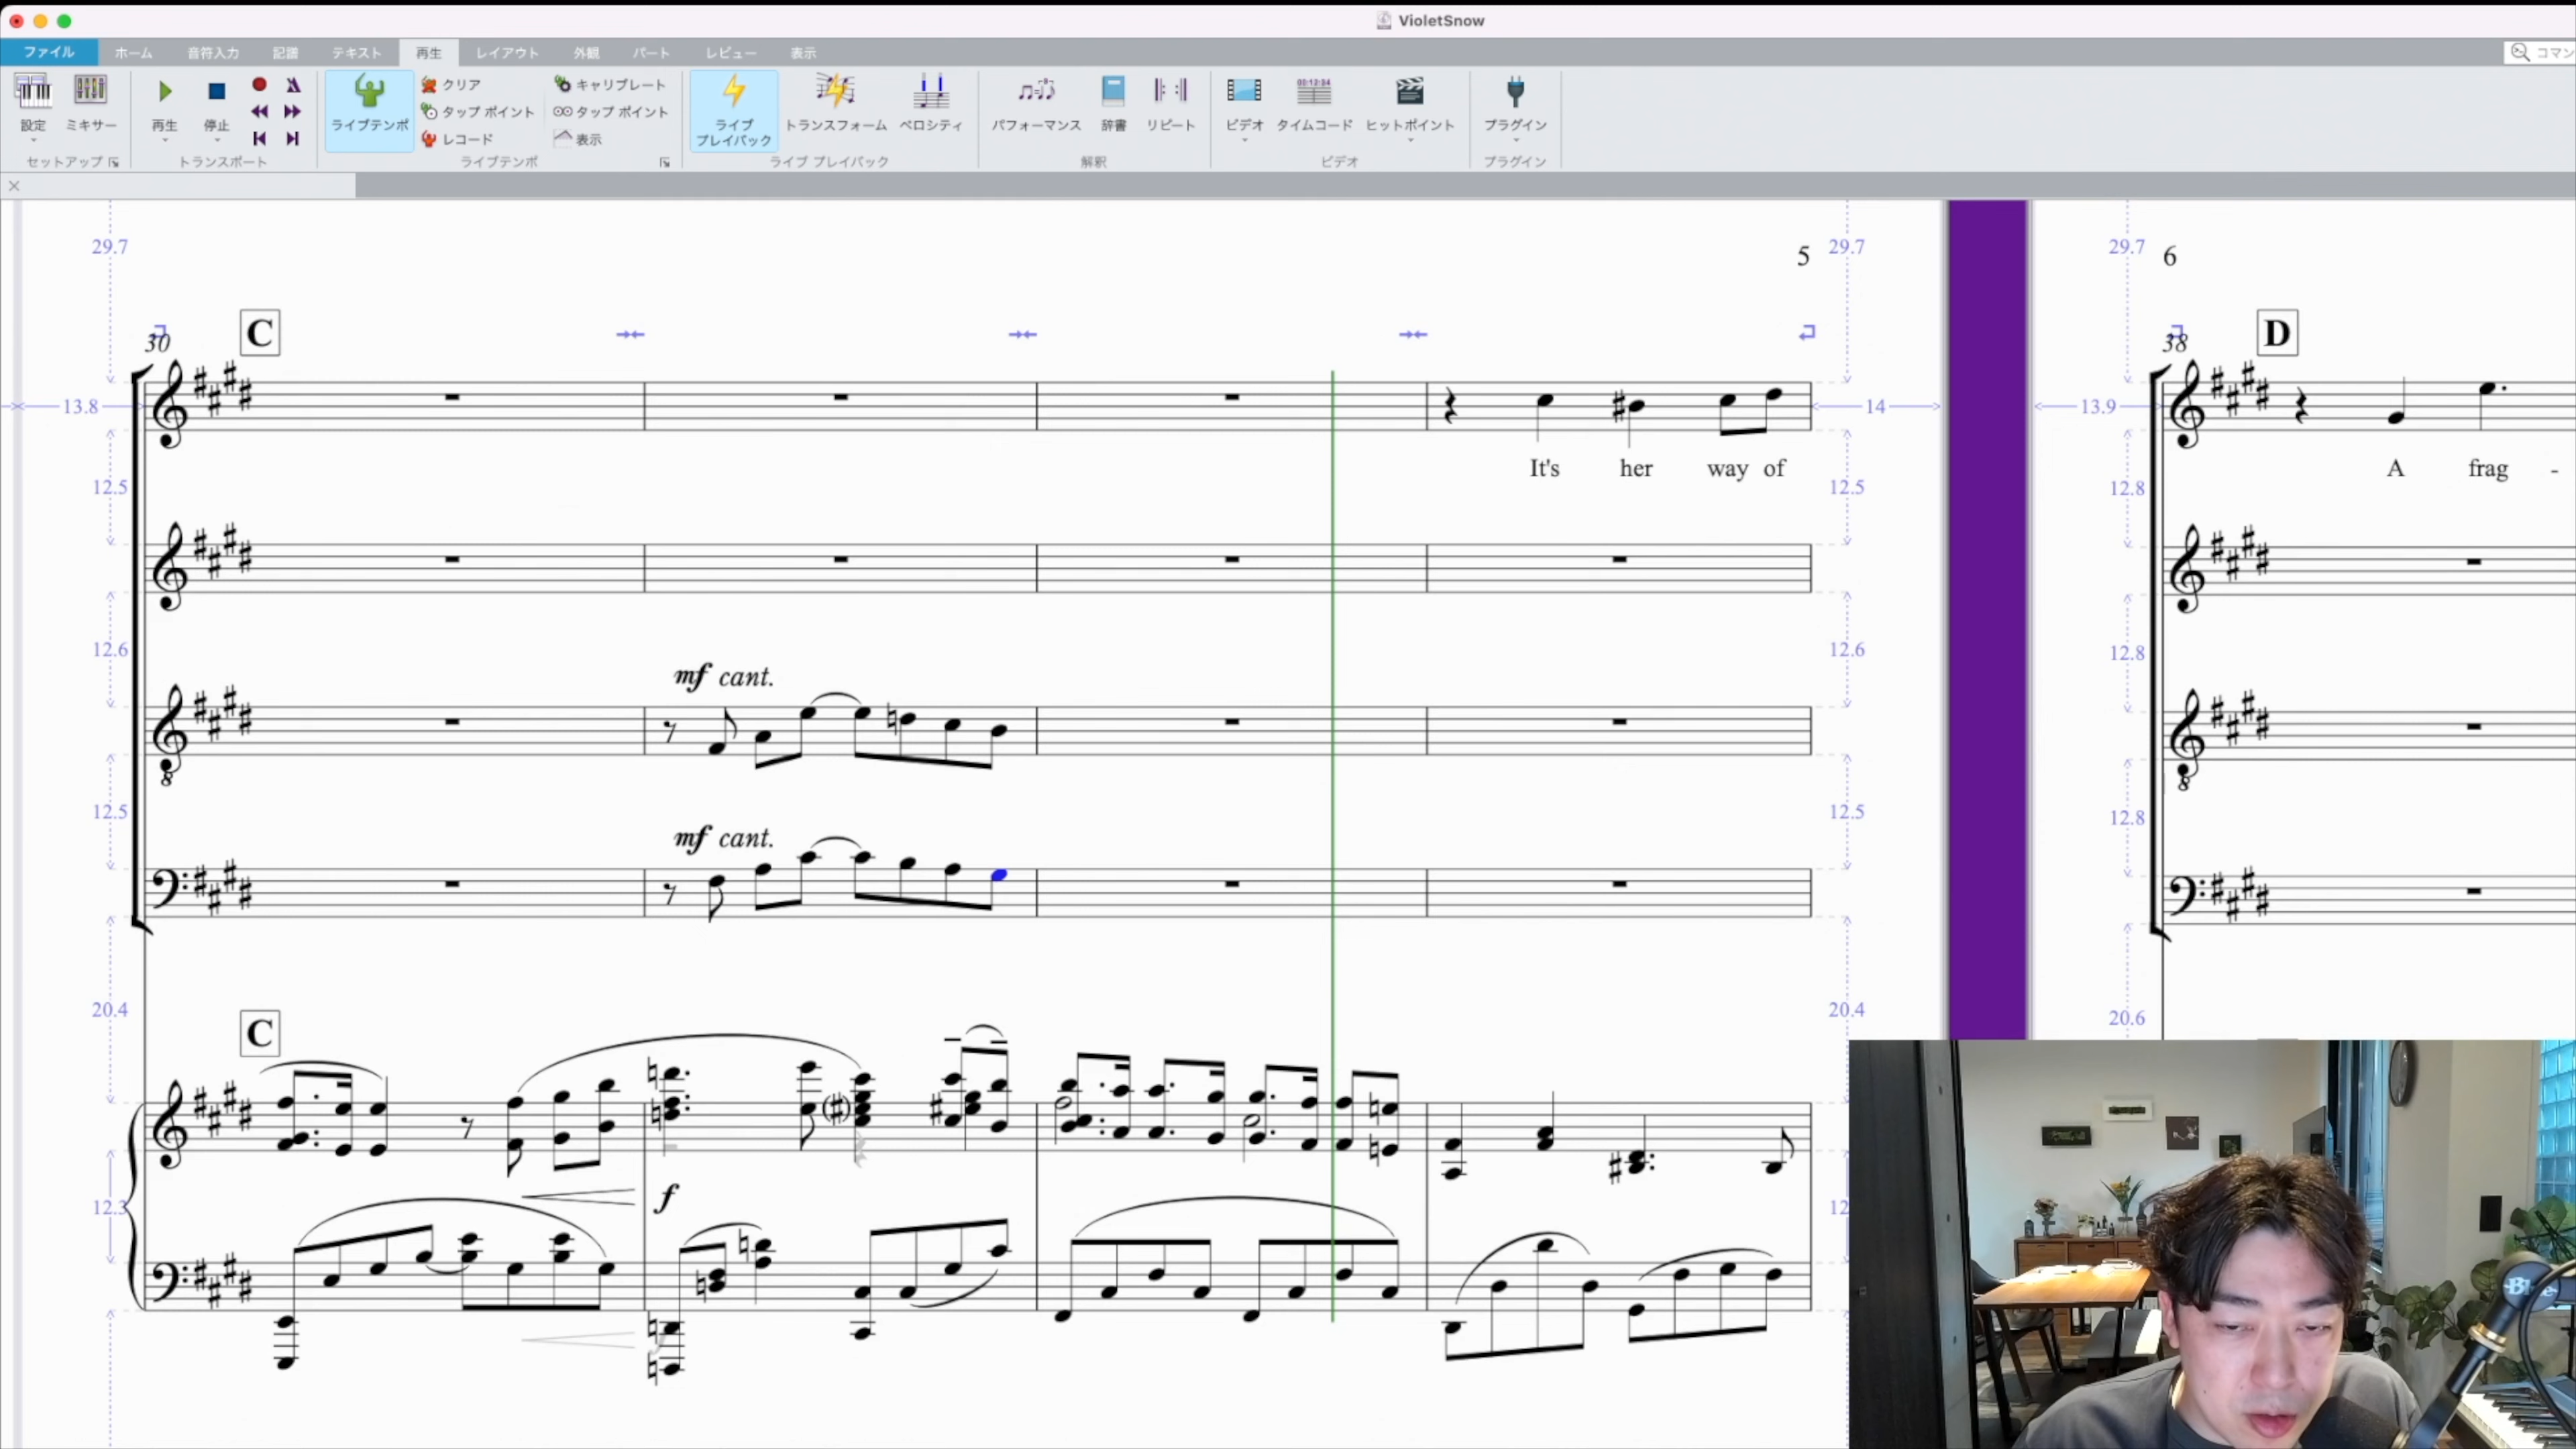 VioletSnow
ファイル ホーム 音符入力 記譜 テキスト 再生 レイアウト 外観 パート レビュー 表示 コマン
設定 ミキサー 再生 停止 ライブテンポ クリア タップ ポイント レコード キャリブレート タップ ポイント 表示 ライブ プレイバック トランスフォーム ベロシティ パフォーマンス 辞書 リピート ビデオ タイムコード ヒットポイント プラグイン
セットアップ トランスポート ライブテンポ ライブ プレイバック 解釈 ビデオ プラグイン
29.7 5 29.7 29.7 6
30 C 38 D
13.8 14 13.9
It's her way of A frag -
12.5 12.5 12.8
12.6 12.6 12.8
mf cant.
8 8
12.5 12.5 12.8
mf cant.
20.4 20.4 20.6
C
f
12.3 12
Blue